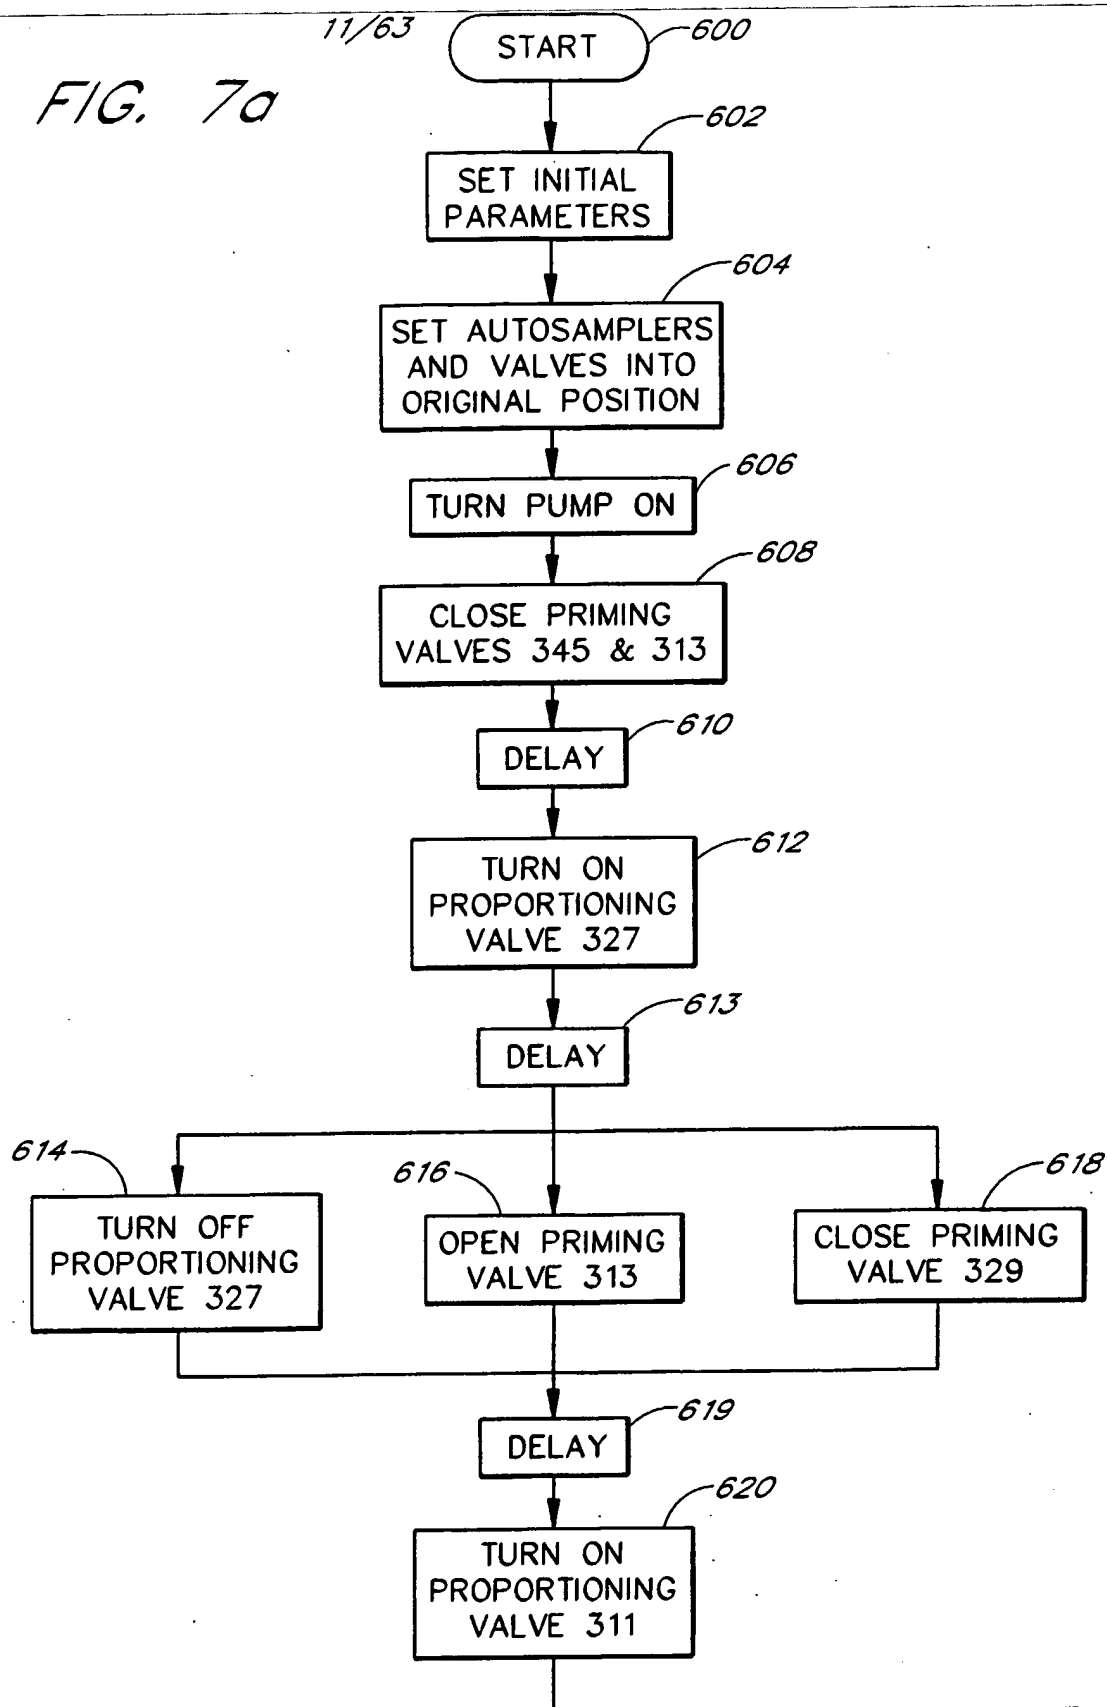 11/63
START
600
FIG. 7a
602
SET INITIAL
PARAMETERS
604
SET AUTOSAMPLERS
AND VALVES INTO
ORIGINAL POSITION
606
TURN PUMP ON
608
CLOSE PRIMING
VALVES 345 & 313
610
DELAY
612
TURN ON
PROPORTIONING
VALVE 327
613
DELAY
614
TURN OFF
PROPORTIONING
VALVE 327
616
OPEN PRIMING
VALVE 313
618
CLOSE PRIMING
VALVE 329
619
DELAY
620
TURN ON
PROPORTIONING
VALVE 311